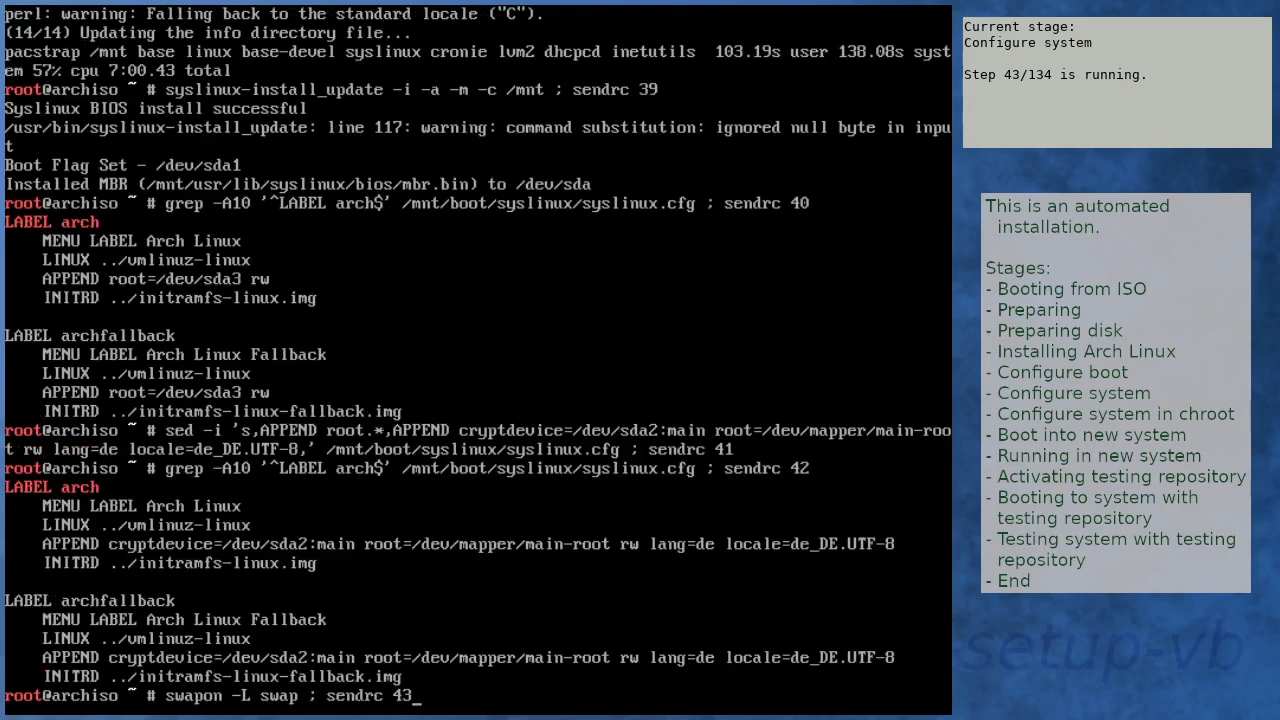 perl: warning: Falling back to the standard locale ("C").
(14/14) Updating the info directory file...
pacstrap /mnt base linux base-devel syslinux cronie lvm2 dhcpcd inetutils  103.19s user 138.08s syst
em 57% cpu 7:00.43 total
root@archiso ~ # syslinux-install_update -i -a -m -c /mnt ; sendrc 39
Syslinux BIOS install successful
/usr/bin/syslinux-install_update: line 117: warning: command substitution: ignored null byte in inpu
t
Boot Flag Set - /dev/sda1
Installed MBR (/mnt/usr/lib/syslinux/bios/mbr.bin) to /dev/sda
root@archiso ~ # grep -A10 '^LABEL arch$' /mnt/boot/syslinux/syslinux.cfg ; sendrc 40
LABEL arch
    MENU LABEL Arch Linux
    LINUX ../vmlinuz-linux
    APPEND root=/dev/sda3 rw
    INITRD ../initramfs-linux.img

LABEL archfallback
    MENU LABEL Arch Linux Fallback
    LINUX ../vmlinuz-linux
    APPEND root=/dev/sda3 rw
    INITRD ../initramfs-linux-fallback.img
root@archiso ~ # sed -i 's,APPEND root.*,APPEND cryptdevice=/dev/sda2:main root=/dev/mapper/main-roo
t rw lang=de locale=de_DE.UTF-8,' /mnt/boot/syslinux/syslinux.cfg ; sendrc 41
root@archiso ~ # grep -A10 '^LABEL arch$' /mnt/boot/syslinux/syslinux.cfg ; sendrc 42
LABEL arch
    MENU LABEL Arch Linux
    LINUX ../vmlinuz-linux
    APPEND cryptdevice=/dev/sda2:main root=/dev/mapper/main-root rw lang=de locale=de_DE.UTF-8
    INITRD ../initramfs-linux.img

LABEL archfallback
    MENU LABEL Arch Linux Fallback
    LINUX ../vmlinuz-linux
    APPEND cryptdevice=/dev/sda2:main root=/dev/mapper/main-root rw lang=de locale=de_DE.UTF-8
    INITRD ../initramfs-linux-fallback.img
root@archiso ~ # swapon -L swap ; sendrc 43_
Current stage:
Configure system

Step 43/134 is running.
This is an automated
installation.

Stages:
- Booting from ISO
- Preparing
- Preparing disk
- Installing Arch Linux
- Configure boot
- Configure system
- Configure system in chroot
- Boot into new system
- Running in new system
- Activating testing repository
- Booting to system with
testing repository
- Testing system with testing
repository
- End
setup-vb